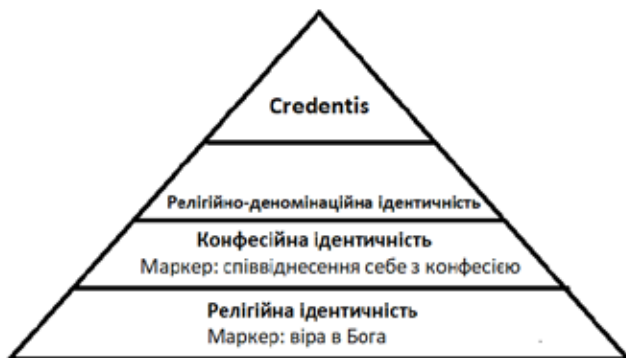 Credentis
Релігійно-деномінаційна ідентичність
Конфесійна ідентичність
Маркер: співвіднесення себе з конфесією
Релігійна ідентичність
Маркер: віра в Бога